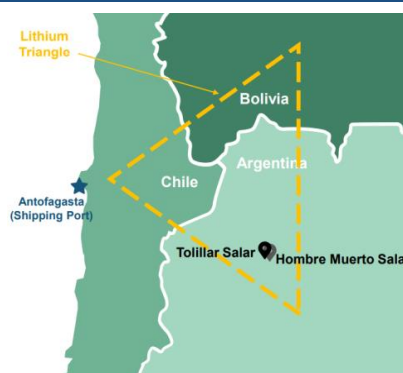 Lithium
Triangle
Bolivia
Argentina
Chile
Antofagasta
(Shipping Port)
Tolillar Salar
Hombre Muerto Sala